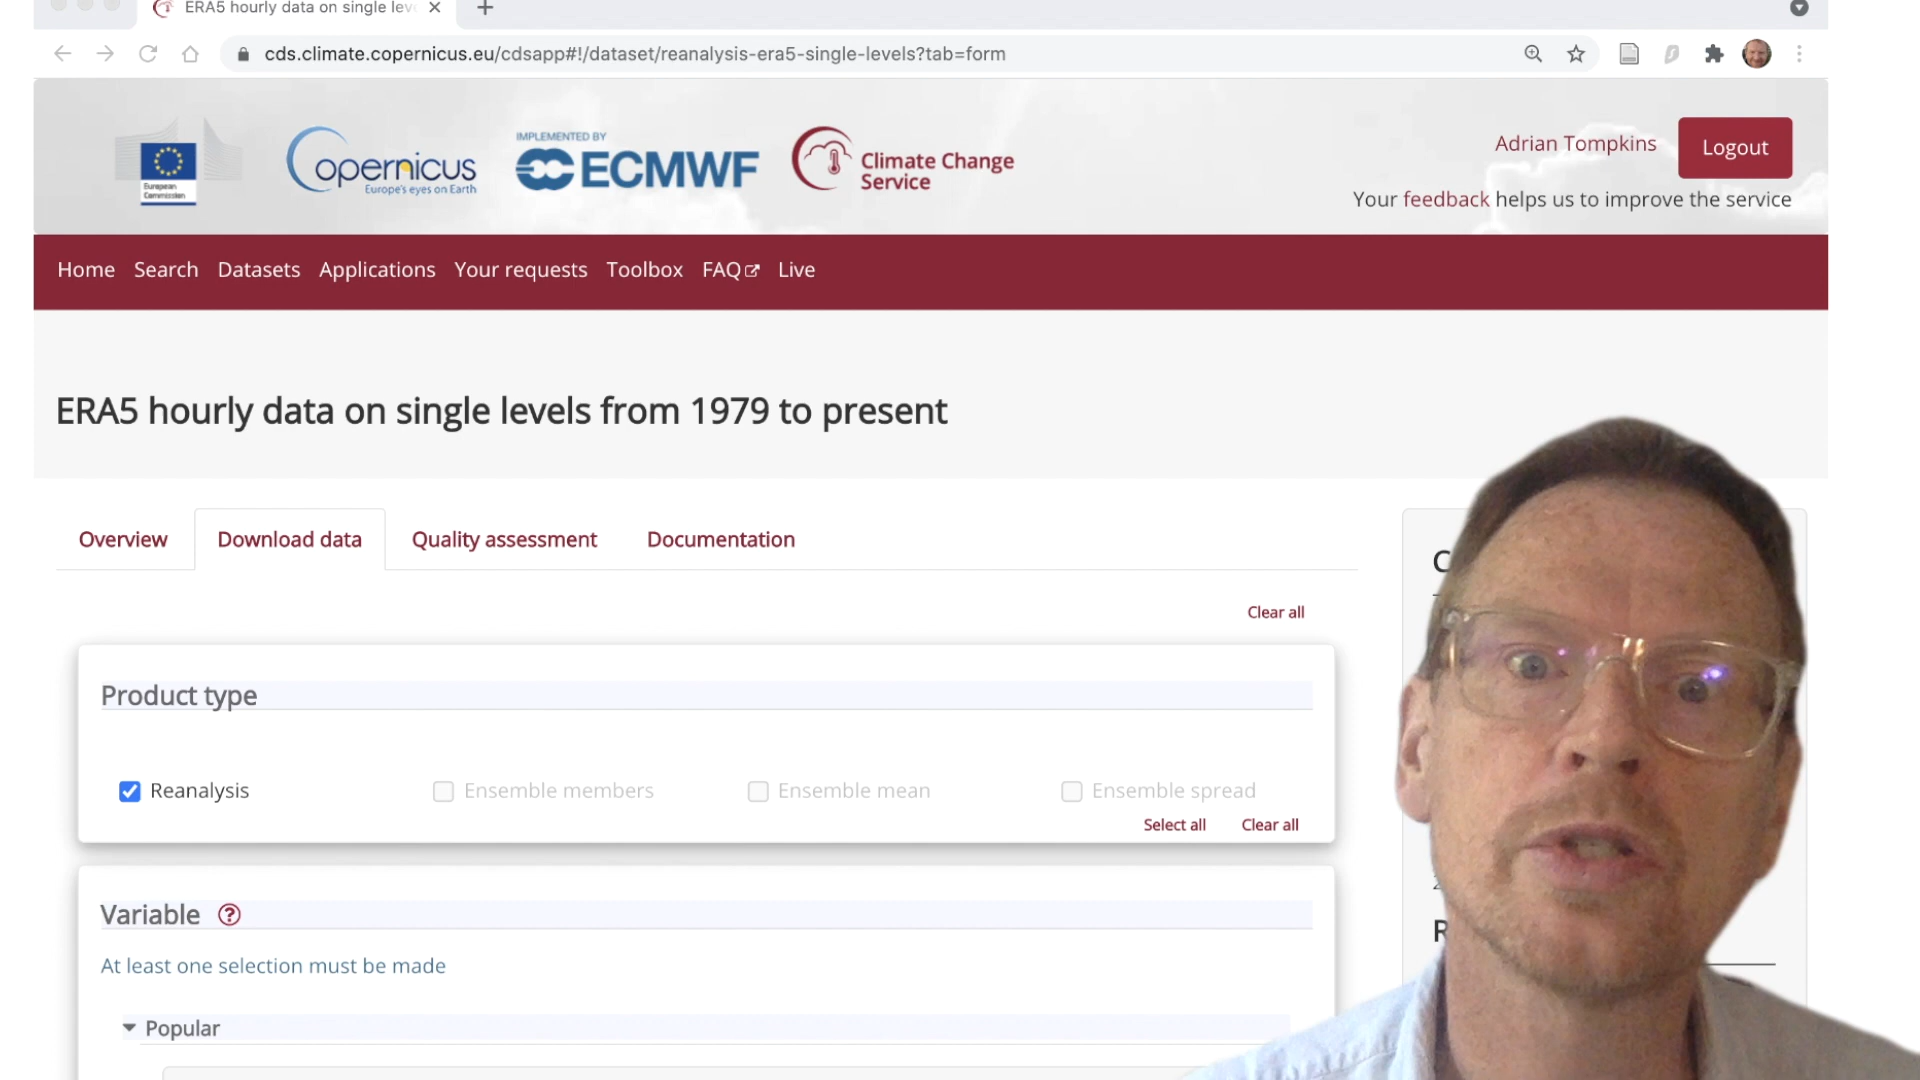 ERA5 hourly data on single lev
cds.climate.copernicus.eu/cdsapp#!/dataset/reanalysis-era5-single-levels?tab=form
European
Commission
opernicus
Europe's eyes on Earth
IMPLEMENTED BY
ECMWF
Climate Change
Service
Adrian Tompkins
Logout
Your feedback helps us to improve the service
Home Search Datasets Applications Your requests Toolbox FAQ Live
ERA5 hourly data on single levels from 1979 to present
Overview Download data Quality assessment Documentation
Clear all
Product type
Reanalysis Ensemble members Ensemble mean Ensemble spread
Select all Clear all
Variable ?
At least one selection must be made
Popular